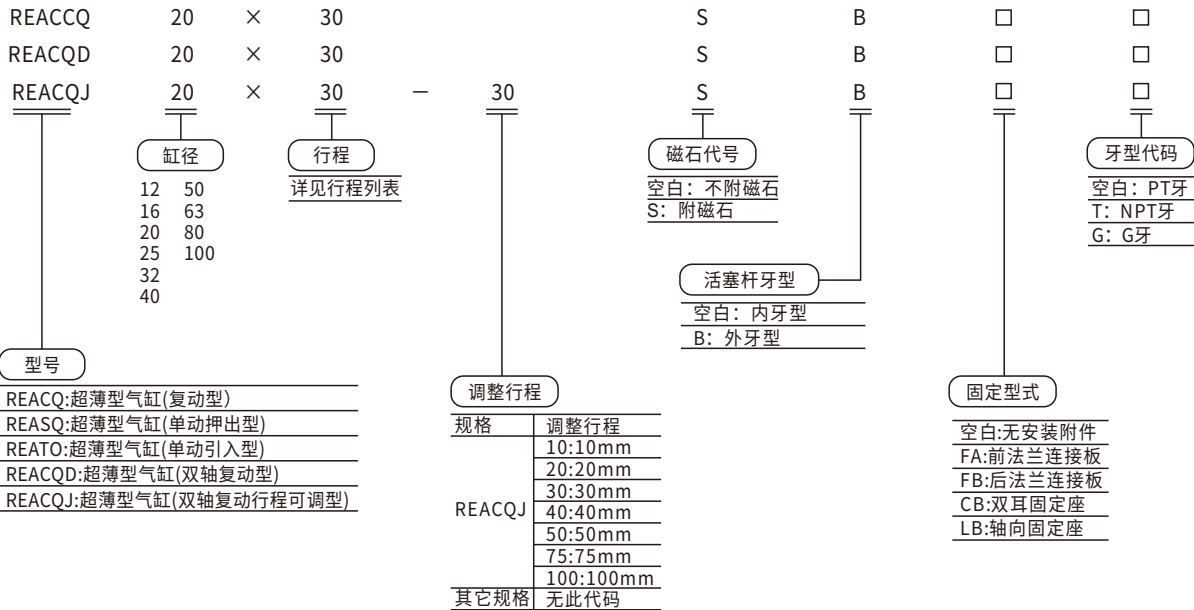 REACCQ 20 × 30 S B □ □
REACQD 20 × 30 S B □ □
REACQJ 20 × 30 － 30 S B □ □
缸径
12 50
16 63
20 80
25 100
32
40
行程
详见行程列表
磁石代号
空白：不附磁石
S：附磁石
牙型代码
空白：PT牙
T：NPT牙
G：G牙
活塞杆牙型
空白：内牙型
B：外牙型
型号
REACQ:超薄型气缸(复动型)
REASQ:超薄型气缸(单动押出型)
REATO:超薄型气缸(单动引入型)
REACQD:超薄型气缸(双轴复动型)
REACQJ:超薄型气缸(双轴复动行程可调型)
调整行程
规格 调整行程
REACQJ
10:10mm
20:20mm
30:30mm
40:40mm
50:50mm
75:75mm
100:100mm
其它规格 无此代码
固定型式
空白:无安装附件
FA:前法兰连接板
FB:后法兰连接板
CB:双耳固定座
LB:轴向固定座